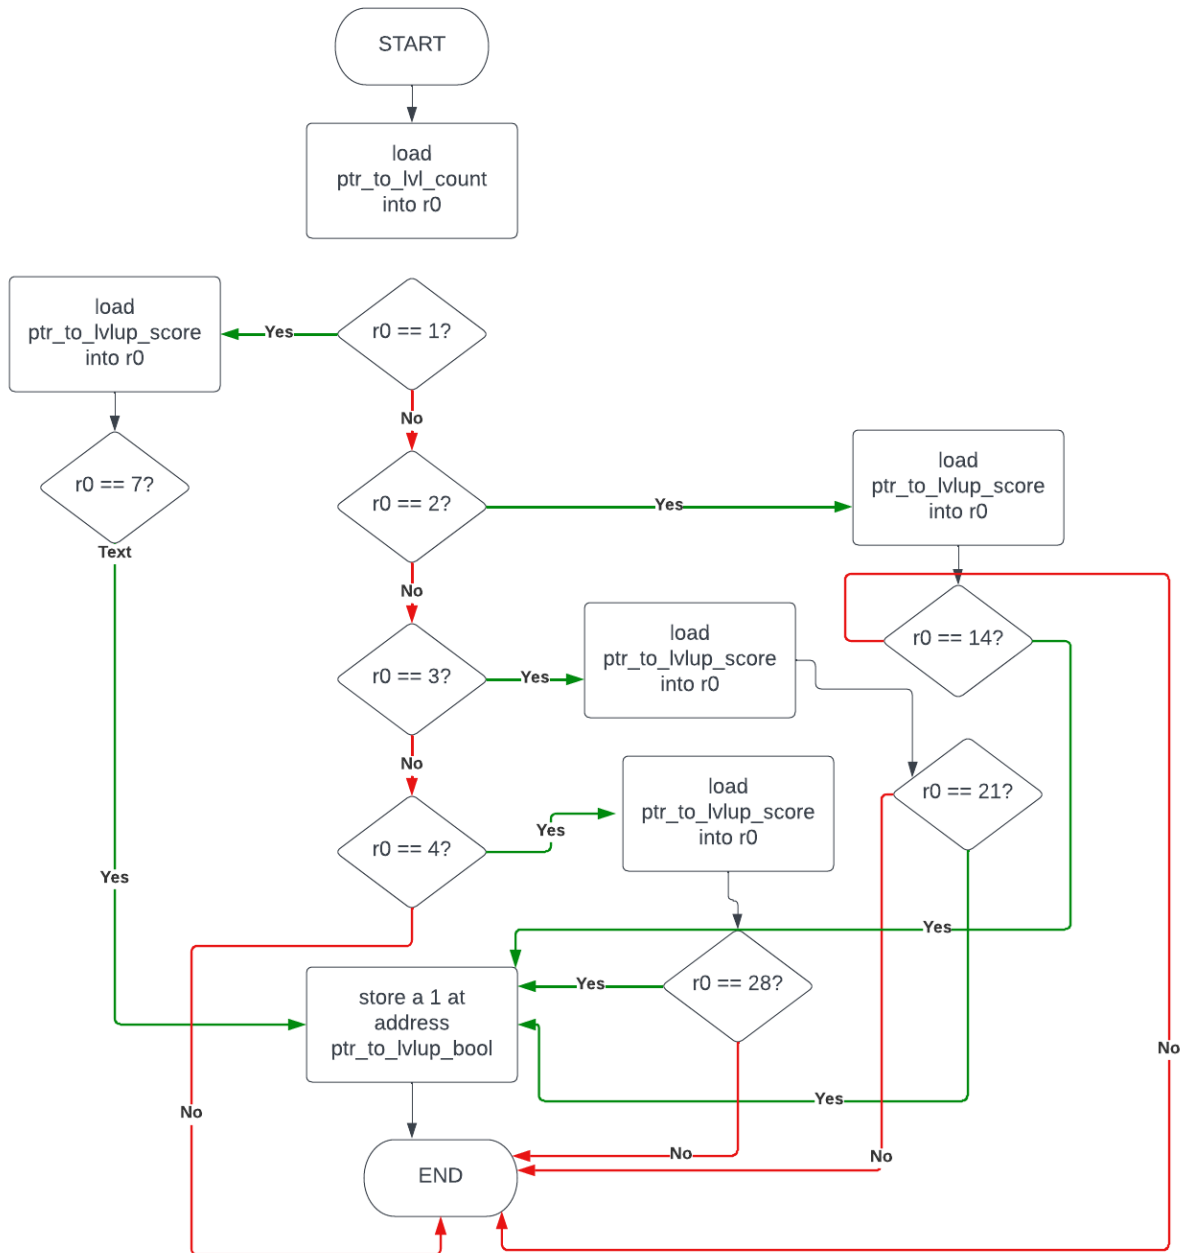 START
load
ptr_to_lvl_count
into r0
load
ptr_to_lvlup_score
into r0
Yes
r0 == 1?
No
r0 == 7?
Text
r0 == 2?
Yes
load
ptr_to_lvlup_score
into r0
No
r0 == 14?
r0 == 3?
Yes
load
ptr_to_lvlup_score
into r0
No
r0 == 21?
r0 == 4?
Yes
load
ptr_to_lvlup_score
into r0
Yes
Yes
r0 == 28?
Yes
store a 1 at
address
ptr_to_lvlup_bool
No
Yes
No
No
No
END